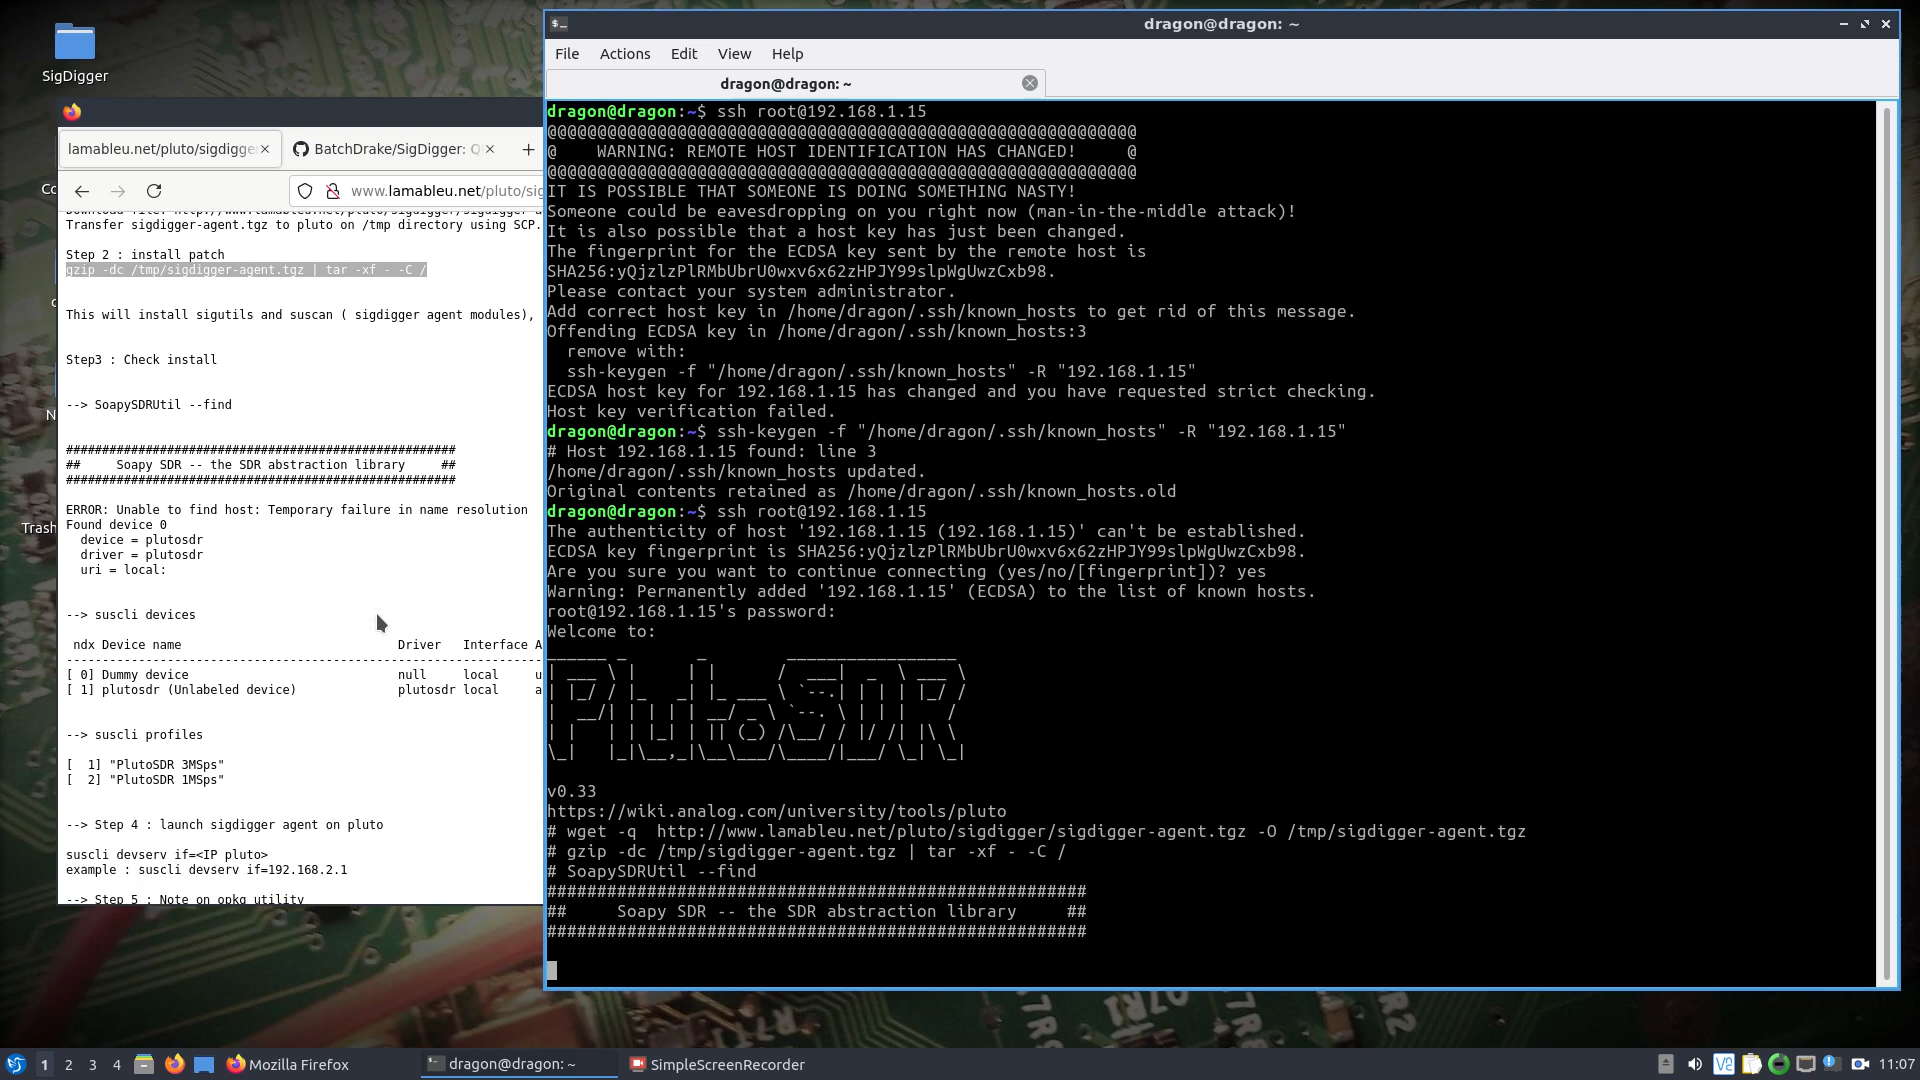 SigDigger
Trash
lamableu.net/pluto/sigdigge
BatchDrake/SigDigger: Q
www.lamableu.net/pluto/sig
Download file: http://www.lamableu.net/pluto/sigdigger/sigdigger-a
Transfer sigdigger-agent.tgz to pluto on /tmp directory using SCP.
Step 2 : install patch
gzip -dc /tmp/sigdigger-agent.tgz | tar -xf - -C /
This will install sigutils and suscan ( sigdigger agent modules),
Step3 : Check install
--> SoapySDRUtil --find
######################################################
##     Soapy SDR -- the SDR abstraction library     ##
######################################################
ERROR: Unable to find host: Temporary failure in name resolution
Found device 0
  device = plutosdr
  driver = plutosdr
  uri = local:
--> suscli devices
 ndx Device name                              Driver   Interface A
------------------------------------------------------------------
[ 0] Dummy device                             null     local     u
[ 1] plutosdr (Unlabeled device)              plutosdr local     a
--> suscli profiles
[  1] "PlutoSDR 3MSps"
[  2] "PlutoSDR 1MSps"
--> Step 4 : launch sigdigger agent on pluto
suscli devserv if=<IP pluto>
example : suscli devserv if=192.168.2.1
--> Step 5 : Note on opkg utility
dragon@dragon: ~
File Actions Edit View Help
dragon@dragon: ~
dragon@dragon:~$ ssh root@192.168.1.15
@@@@@@@@@@@@@@@@@@@@@@@@@@@@@@@@@@@@@@@@@@@@@@@@@@@@@@@@@@@
@    WARNING: REMOTE HOST IDENTIFICATION HAS CHANGED!     @
@@@@@@@@@@@@@@@@@@@@@@@@@@@@@@@@@@@@@@@@@@@@@@@@@@@@@@@@@@@
IT IS POSSIBLE THAT SOMEONE IS DOING SOMETHING NASTY!
Someone could be eavesdropping on you right now (man-in-the-middle attack)!
It is also possible that a host key has just been changed.
The fingerprint for the ECDSA key sent by the remote host is
SHA256:yQjzlzPlRMbUbrU0wxv6x62zHPJY99slpWgUwzCxb98.
Please contact your system administrator.
Add correct host key in /home/dragon/.ssh/known_hosts to get rid of this message.
Offending ECDSA key in /home/dragon/.ssh/known_hosts:3
  remove with:
  ssh-keygen -f "/home/dragon/.ssh/known_hosts" -R "192.168.1.15"
ECDSA host key for 192.168.1.15 has changed and you have requested strict checking.
Host key verification failed.
dragon@dragon:~$ ssh-keygen -f "/home/dragon/.ssh/known_hosts" -R "192.168.1.15"
# Host 192.168.1.15 found: line 3
/home/dragon/.ssh/known_hosts updated.
Original contents retained as /home/dragon/.ssh/known_hosts.old
dragon@dragon:~$ ssh root@192.168.1.15
The authenticity of host '192.168.1.15 (192.168.1.15)' can't be established.
ECDSA key fingerprint is SHA256:yQjzlzPlRMbUbrU0wxv6x62zHPJY99slpWgUwzCxb98.
Are you sure you want to continue connecting (yes/no/[fingerprint])? yes
Warning: Permanently added '192.168.1.15' (ECDSA) to the list of known hosts.
root@192.168.1.15's password:
Welcome to:
PlutoSDR
v0.33
https://wiki.analog.com/university/tools/pluto
# wget -q  http://www.lamableu.net/pluto/sigdigger/sigdigger-agent.tgz -O /tmp/sigdigger-agent.tgz
# gzip -dc /tmp/sigdigger-agent.tgz | tar -xf - -C /
# SoapySDRUtil --find
######################################################
##     Soapy SDR -- the SDR abstraction library     ##
######################################################
1 2 3 4 Mozilla Firefox dragon@dragon: ~ SimpleScreenRecorder 11:07